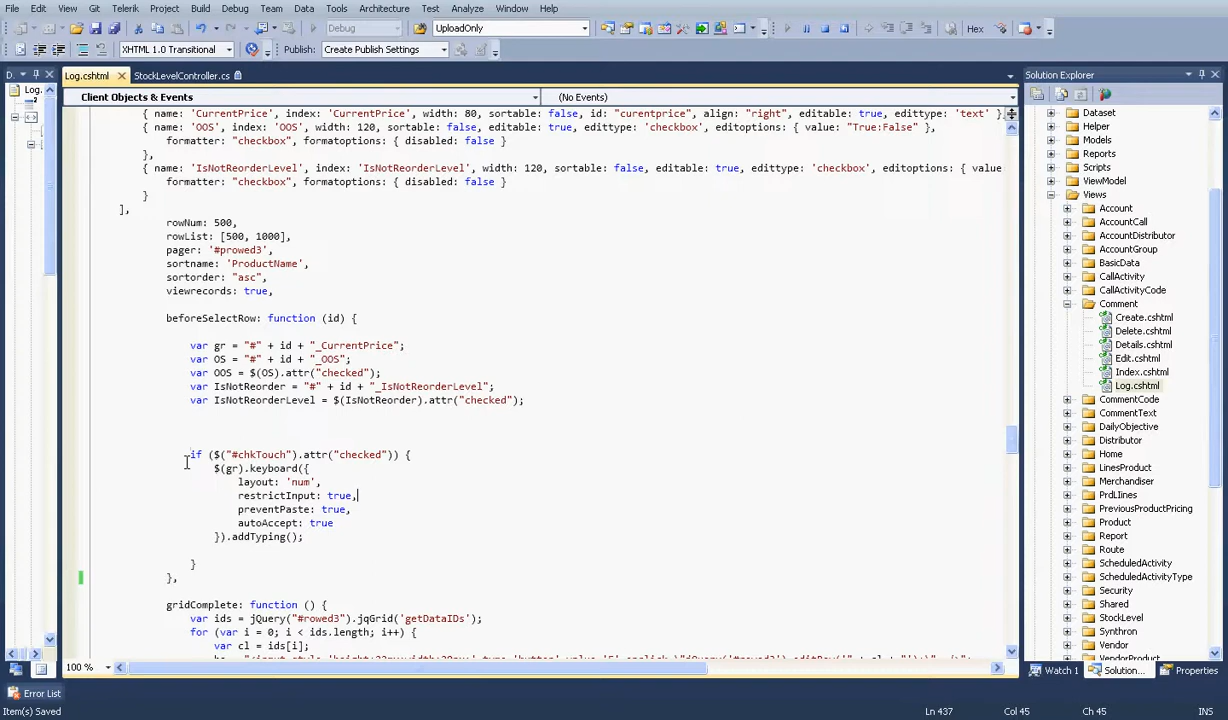 File Edit View Git Telerik Project Build Debug Team Data Tools Architecture Test Analyze Window Help
Debug UploadOnly Hex
XHTML 1.0 Transitional Publish: Create Publish Settings
D.. Log.cshtml StockLevelController.cs Solution Explorer
Log. Client Objects & Events (No Events)
{ name: 'CurrentPrice', index: 'CurrentPrice', width: 80, sortable: false, id: "curentprice", align: "right", editable: true, edittype: 'text' },
{ name: 'OOS', index: 'OOS', width: 120, sortable: false, editable: true, edittype: 'checkbox', editoptions: { value: "True:False" },
formatter: "checkbox", formatoptions: { disabled: false }
},
{ name: 'IsNotReorderLevel', index: 'IsNotReorderLevel', width: 120, sortable: false, editable: true, edittype: 'checkbox', editoptions: { value
formatter: "checkbox", formatoptions: { disabled: false }
}
],
rowNum: 500,
rowList: [500, 1000],
pager: '#prowed3',
sortname: 'ProductName',
sortorder: "asc",
viewrecords: true,
beforeSelectRow: function (id) {
var gr = "#" + id + "_CurrentPrice";
var OS = "#" + id + "_OOS";
var OOS = $(OS).attr("checked");
var IsNotReorder = "#" + id + "_IsNotReorderLevel";
var IsNotReorderLevel = $(IsNotReorder).attr("checked");
if ($("#chkTouch").attr("checked")) {
$(gr).keyboard({
layout: 'num',
restrictInput: true,
preventPaste: true,
autoAccept: true
}).addTyping();
}
},
gridComplete: function () {
var ids = jQuery("#rowed3").jqGrid('getDataIDs');
for (var i = 0; i < ids.length; i++) {
var cl = ids[i];
100 %
Dataset
Helper
Models
Reports
Scripts
ViewModel
Views
Account
AccountCall
AccountDistributor
AccountGroup
BasicData
CallActivity
CallActivityCode
Comment
Create.cshtml
Delete.cshtml
Details.cshtml
Edit.cshtml
Index.cshtml
Log.cshtml
CommentCode
CommentText
DailyObjective
Distributor
Home
LinesProduct
Merchandiser
PrdLInes
PreviousProductPricing
Product
Report
Route
ScheduledActivity
ScheduledActivityType
Security
Shared
StockLevel
Synthron
Vendor
VendorProduct
Watch 1 Solution... Properties
Error List
Item(s) Saved Ln 437 Col 45 Ch 45 INS